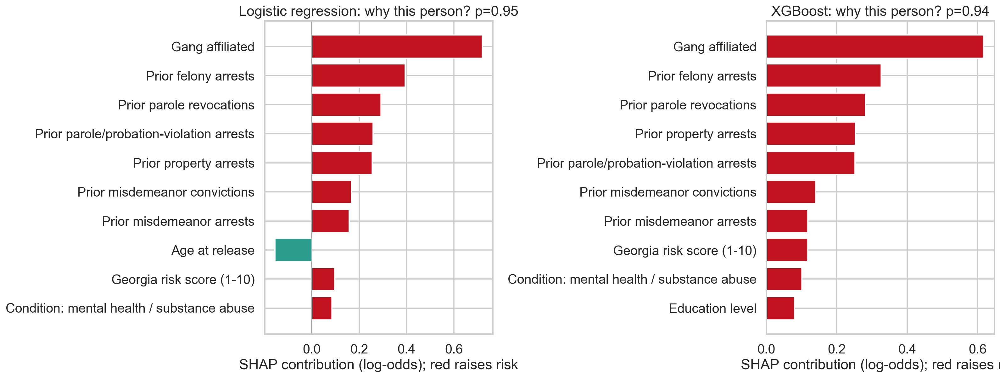 Logistic regression: why this person? p=0.95
Gang affiliated
Prior felony arrests
Prior parole revocations
Prior parole/probation-violation arrests
Prior property arrests
Prior misdemeanor convictions
Prior misdemeanor arrests
Age at release
Georgia risk score (1-10)
Condition: mental health / substance abuse
0.0 0.2 0.4 0.6
SHAP contribution (log-odds); red raises risk
XGBoost: why this person? p=0.94
Gang affiliated
Prior felony arrests
Prior parole revocations
Prior property arrests
Prior parole/probation-violation arrests
Prior misdemeanor convictions
Prior misdemeanor arrests
Georgia risk score (1-10)
Condition: mental health / substance abuse
Education level
0.0 0.2 0.4 0.6
SHAP contribution (log-odds); red raises